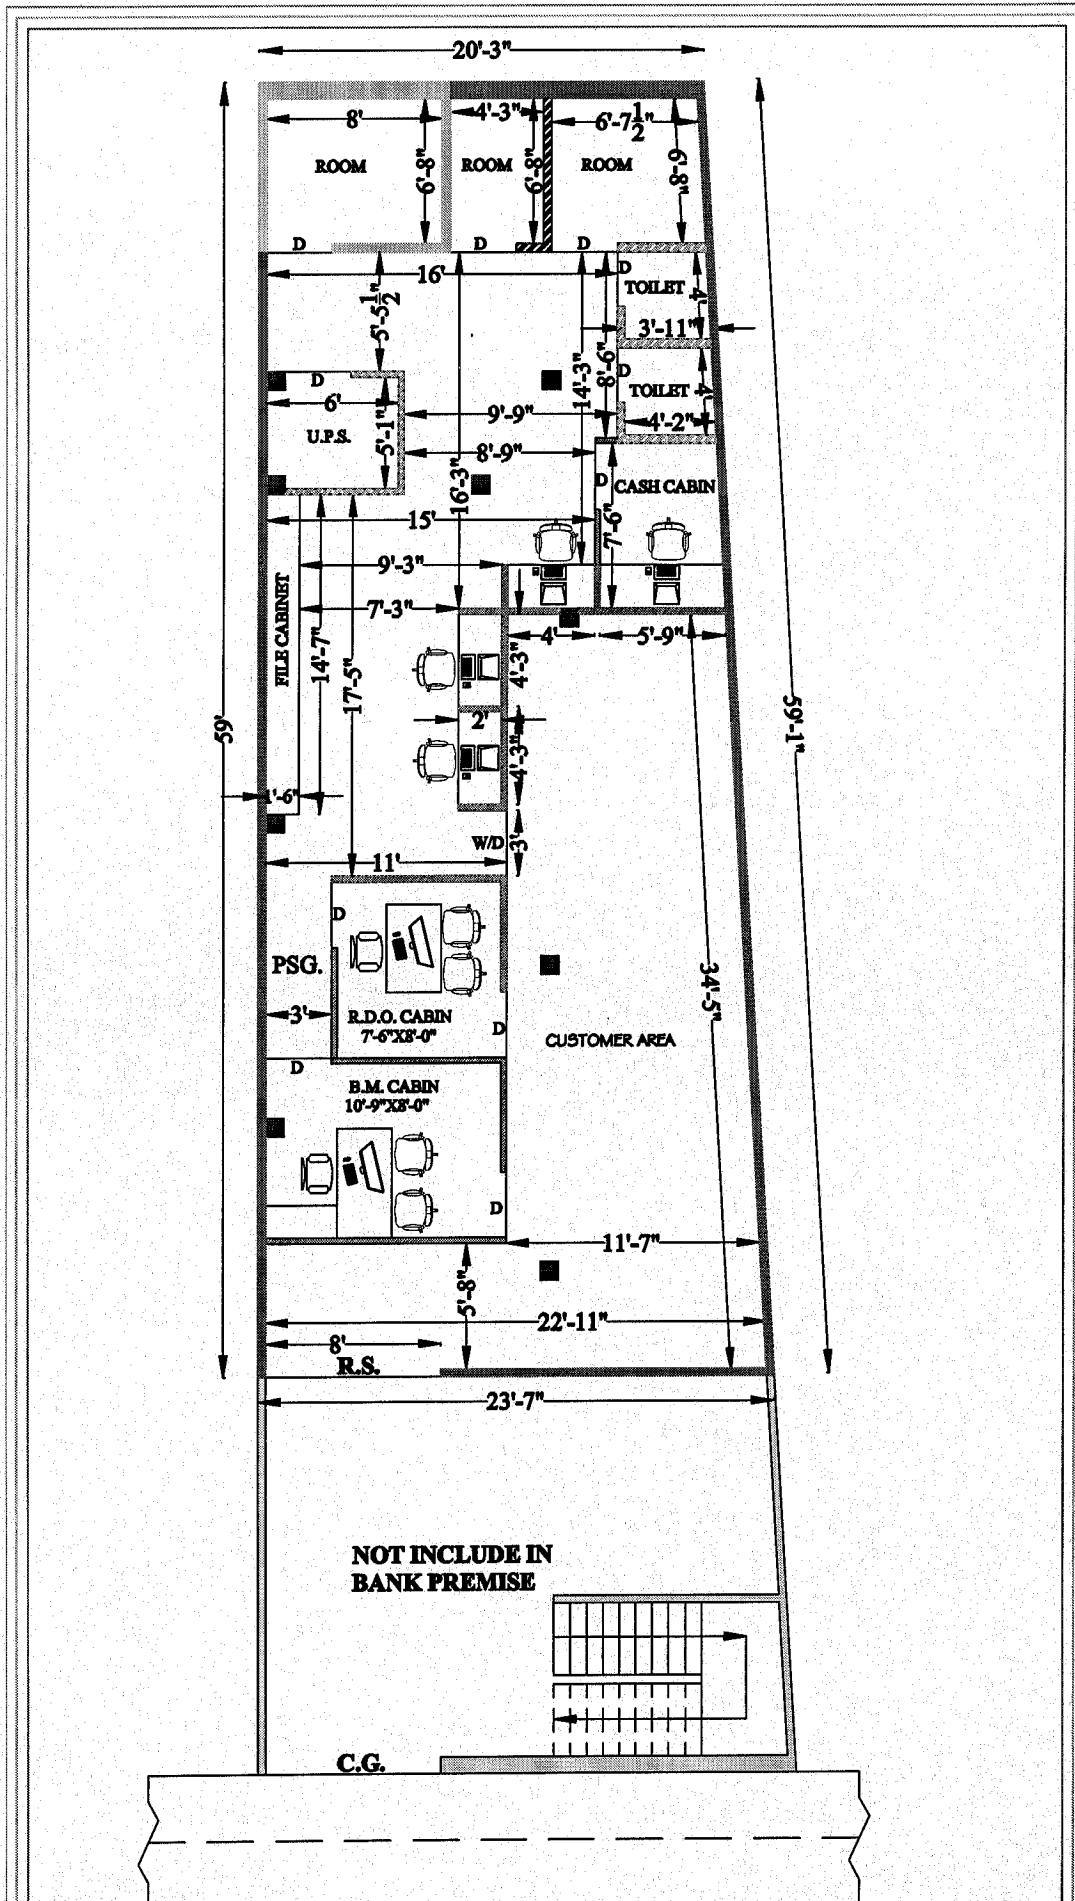 20'-3"
8'
4'-3"
6'-7 1/2"
ROOM
6'-8"
ROOM
6'-8"
ROOM
6'-8"
D
D
D
16'
D
TOILET
4'
5'-5 1/2"
3'-11"
14'-3"
8'-6"
D
D
TOILET
4'
6'
9'-9"
4'-2"
U.P.S.
5'-1"
8'-9"
16'-3"
D
CASH CABIN
15'
7'-6"
9'-3"
7'-3"
FILE CABINET
14'-7"
17'-5"
4'
5'-9"
4'-3"
59'
2'
59'-1"
4'-3"
1'-6"
W/D
3'
11'
D
PSG.
34'-5"
3'
R.D.O. CABIN
7'-6"X8'-0"
D
CUSTOMER AREA
D
B.M. CABIN
10'-9"X8'-0"
D
11'-7"
5'-8"
22'-11"
8'
R.S.
23'-7"
NOT INCLUDE IN
BANK PREMISE
C.G.